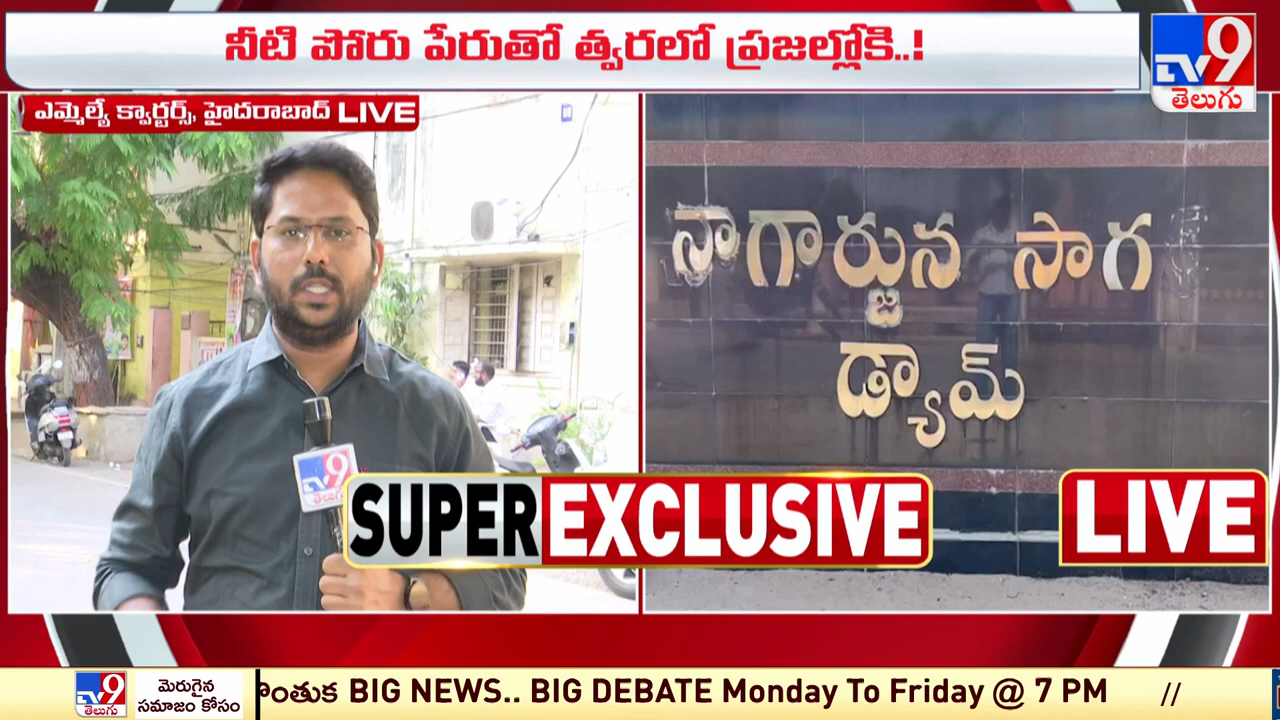 నీటి పోరు పేరుతో త్వరలో ప్రజల్లోకి..!
TV9
తెలుగు
ఎమ్మెల్యే క్వార్టర్స్, హైదరాబాద్ LIVE
నాగార్జున సాగ
డ్యామ్
TV9
తెలుగు
SUPER EXCLUSIVE
LIVE
TV9
తెలుగు
మెరుగైన
సమాజం కోసం
గొంతుక BIG NEWS.. BIG DEBATE Monday To Friday @ 7 PM //